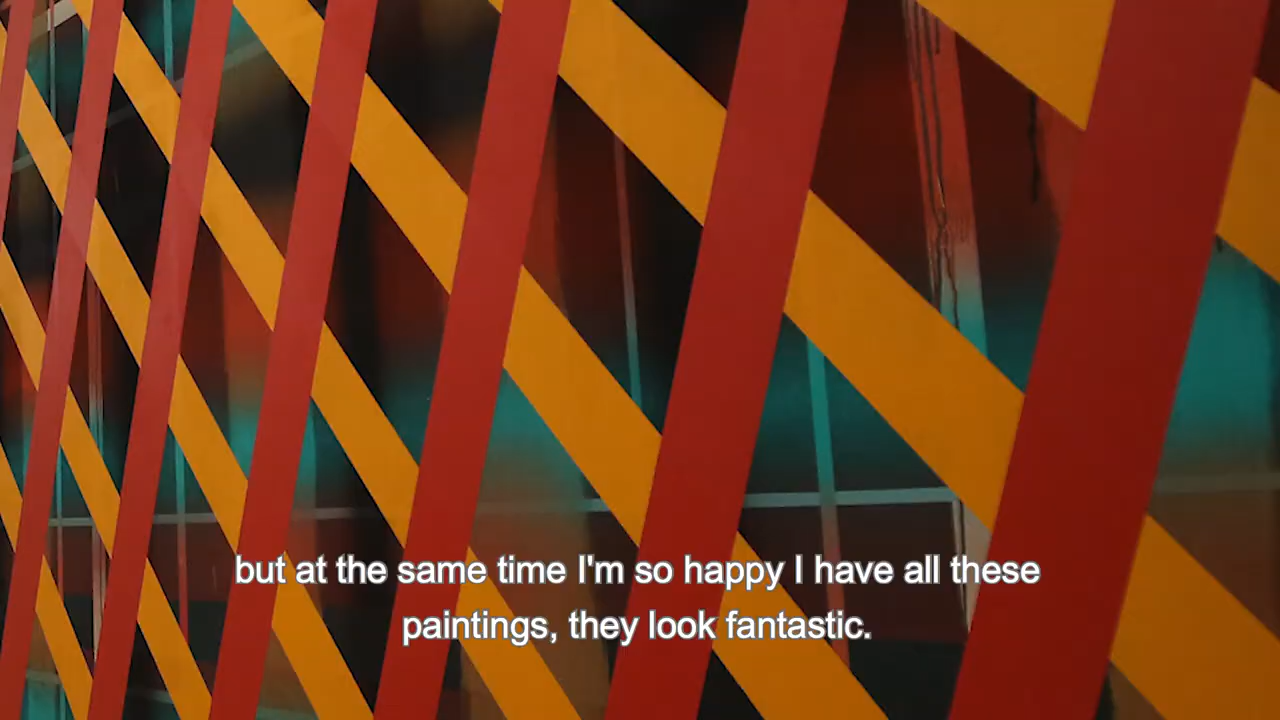 but at the same time I'm so happy I have all these
paintings, they look fantastic.